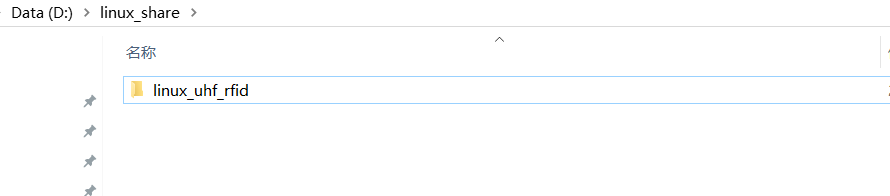 Data (D:) > linux_share >
名称
linux_uhf_rfid